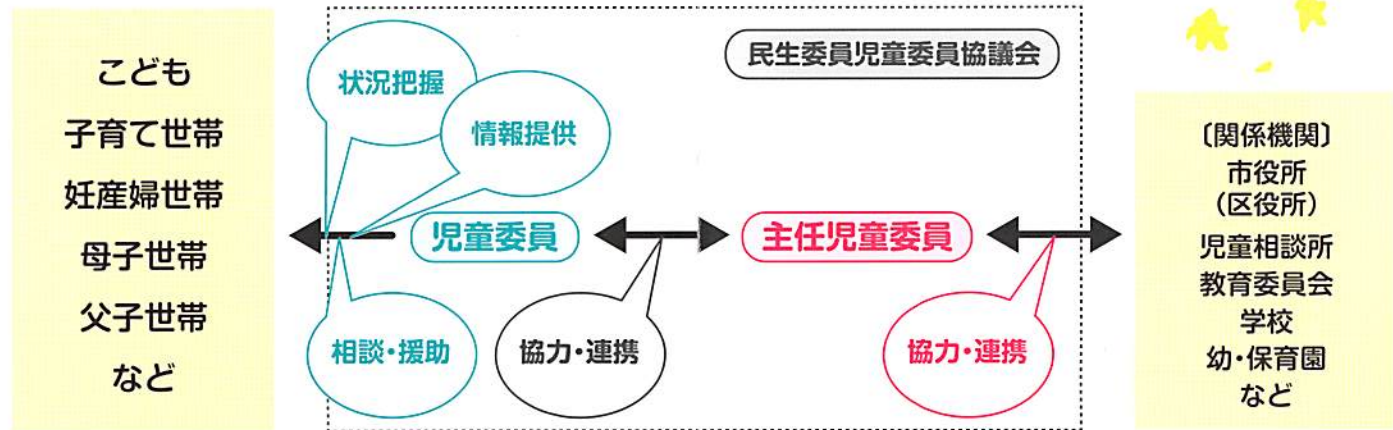 こども
子育て世帯
妊産婦世帯
母子世帯
父子世帯
など
民生委員児童委員協議会
状況把握
情報提供
児童委員
主任児童委員
相談・援助
協力・連携
協力・連携
〔関係機関〕
市役所
（区役所）
児童相談所
教育委員会
学校
幼・保育園
など